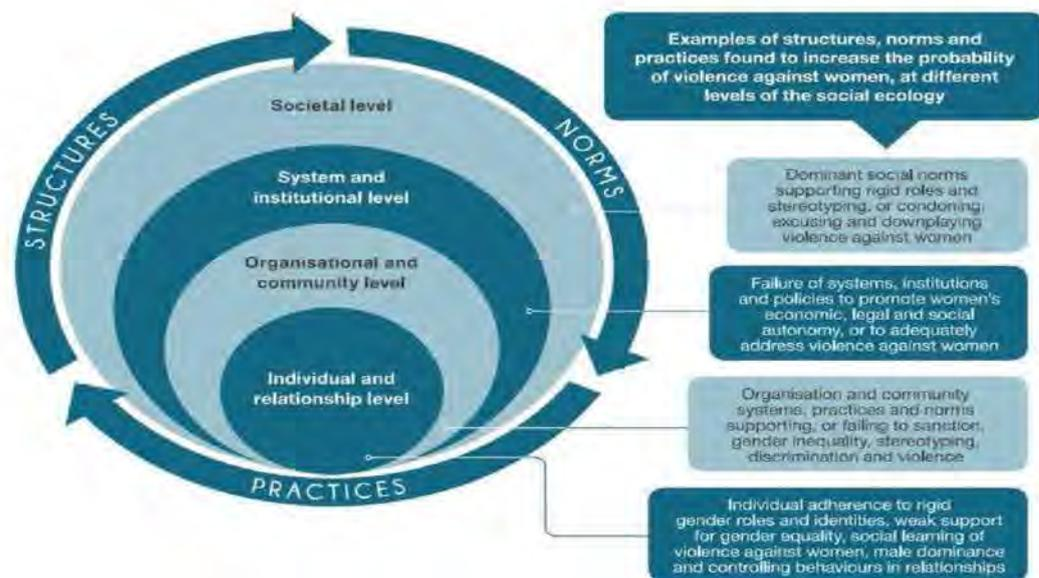 Examples of structures, norms and
practices found to increase the probability
of violence against women, at different
levels of the social ecology
STRUCTURES
NORMS
PRACTICES
Societal level
System and
institutional level
Organisational and
community level
Individual and
relationship level
Dominant social norms
supporting rigid roles and
stereotyping, or condoning,
excusing and downplaying
violence against women
Failure of systems, institutions
and policies to promote women's
economic, legal and social
autonomy, or to adequately
address violence against women
Organisation and community
systems, practices and norms
supporting, or failing to sanction,
gender inequality, stereotyping,
discrimination and violence
Individual adherence to rigid
gender roles and identities, weak support
for gender equality, social learning of
violence against women, male dominance
and controlling behaviours in relationships